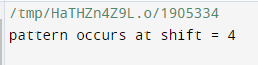 /tmp/HaTHZn4Z9L.o/1905334
pattern occurs at shift = 4